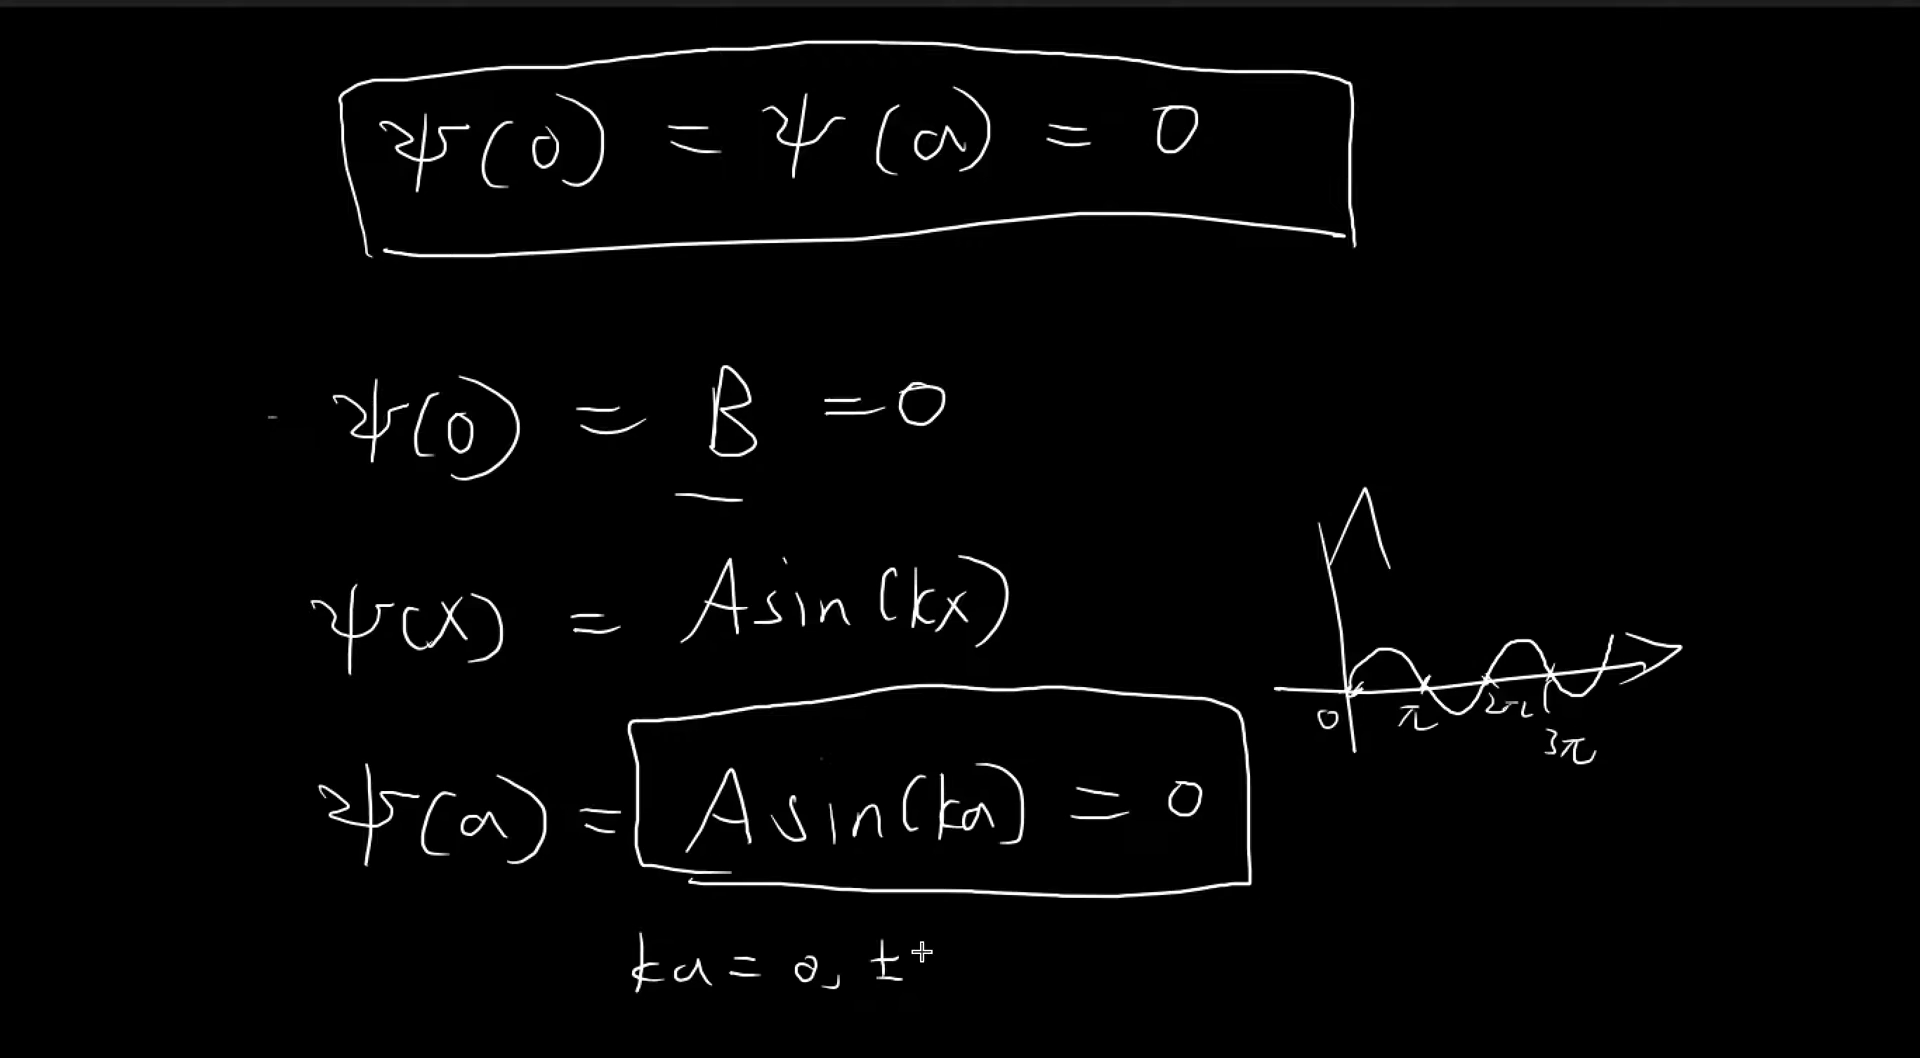 ψ(0) = ψ(a) = 0
ψ(0) = B = 0
ψ(x) = Asin(kx)
0 π 2π 3π
ψ(a) = Asin(ka) = 0
ka = 0, ±